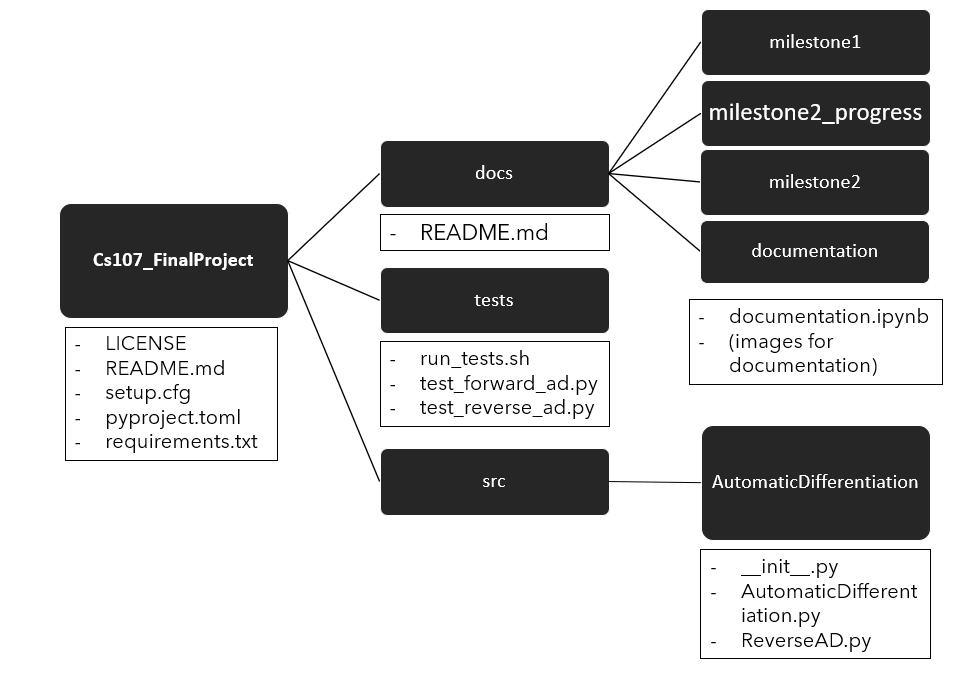 Cs107_FinalProject
- LICENSE
- README.md
- setup.cfg
- pyproject.toml
- requirements.txt
docs
- README.md
tests
- run_tests.sh
- test_forward_ad.py
- test_reverse_ad.py
src
milestone1
milestone2_progress
milestone2
documentation
- documentation.ipynb
- (images for
documentation)
AutomaticDifferentiation
- __init__.py
- AutomaticDifferent
iation.py
- ReverseAD.py